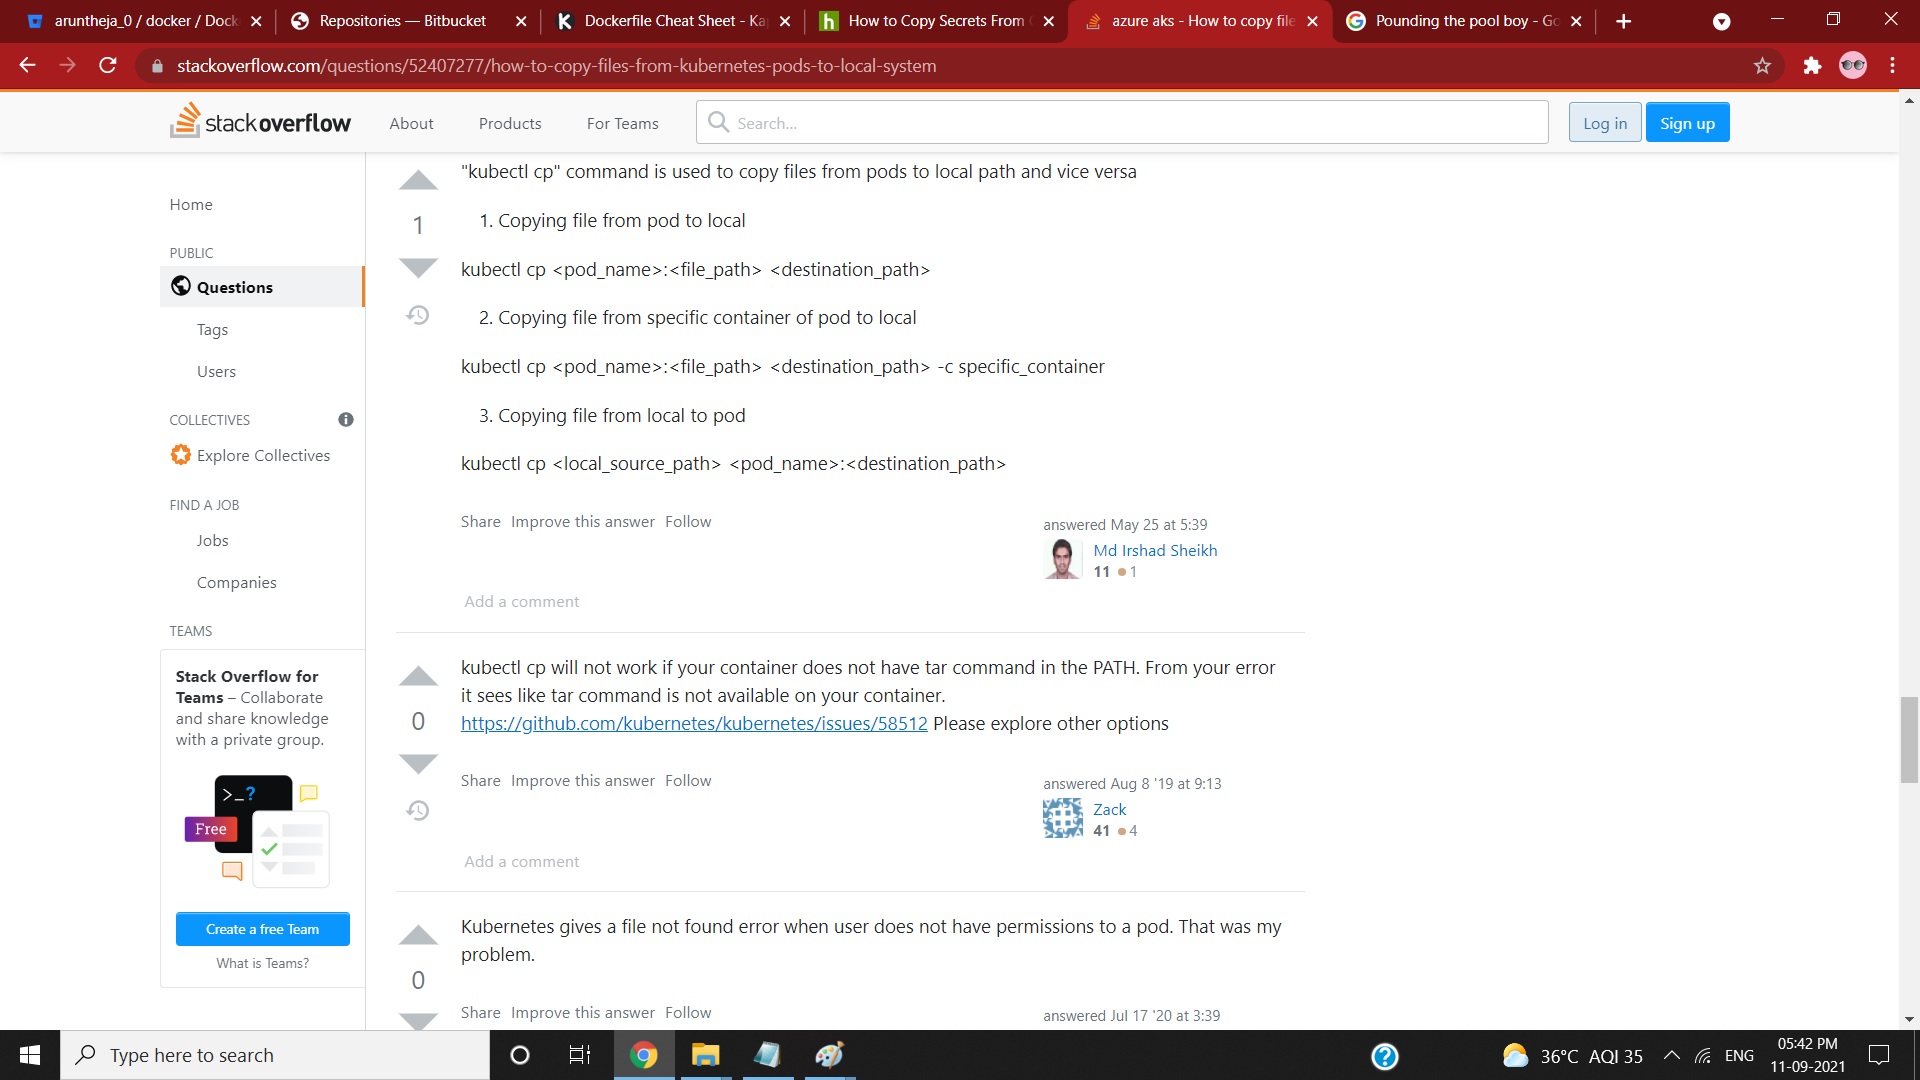 aruntheja_0 / docker / Dock
Repositories — Bitbucket
Dockerfile Cheat Sheet - Ka
How to Copy Secrets From
azure aks - How to copy file
Pounding the pool boy - Go
stackoverflow.com/questions/52407277/how-to-copy-files-from-kubernetes-pods-to-local-system
stackoverflow
About
Products
For Teams
Search...
Log in
Sign up
Home
PUBLIC
Questions
Tags
Users
COLLECTIVES
Explore Collectives
FIND A JOB
Jobs
Companies
TEAMS
Stack Overflow for
Teams – Collaborate
and share knowledge
with a private group.
>_?
Free
Create a free Team
What is Teams?
"kubectl cp" command is used to copy files from pods to local path and vice versa
1
1. Copying file from pod to local
kubectl cp <pod_name>:<file_path> <destination_path>
2. Copying file from specific container of pod to local
kubectl cp <pod_name>:<file_path> <destination_path> -c specific_container
3. Copying file from local to pod
kubectl cp <local_source_path> <pod_name>:<destination_path>
Share Improve this answer Follow
answered May 25 at 5:39
Md Irshad Sheikh
11 1
Add a comment
kubectl cp will not work if your container does not have tar command in the PATH. From your error
it sees like tar command is not available on your container.
https://github.com/kubernetes/kubernetes/issues/58512 Please explore other options
0
Share Improve this answer Follow
answered Aug 8 '19 at 9:13
Zack
41 4
Add a comment
Kubernetes gives a file not found error when user does not have permissions to a pod. That was my
problem.
0
Share Improve this answer Follow
answered Jul 17 '20 at 3:39
Type here to search
36°C AQI 35
ENG
05:42 PM
11-09-2021